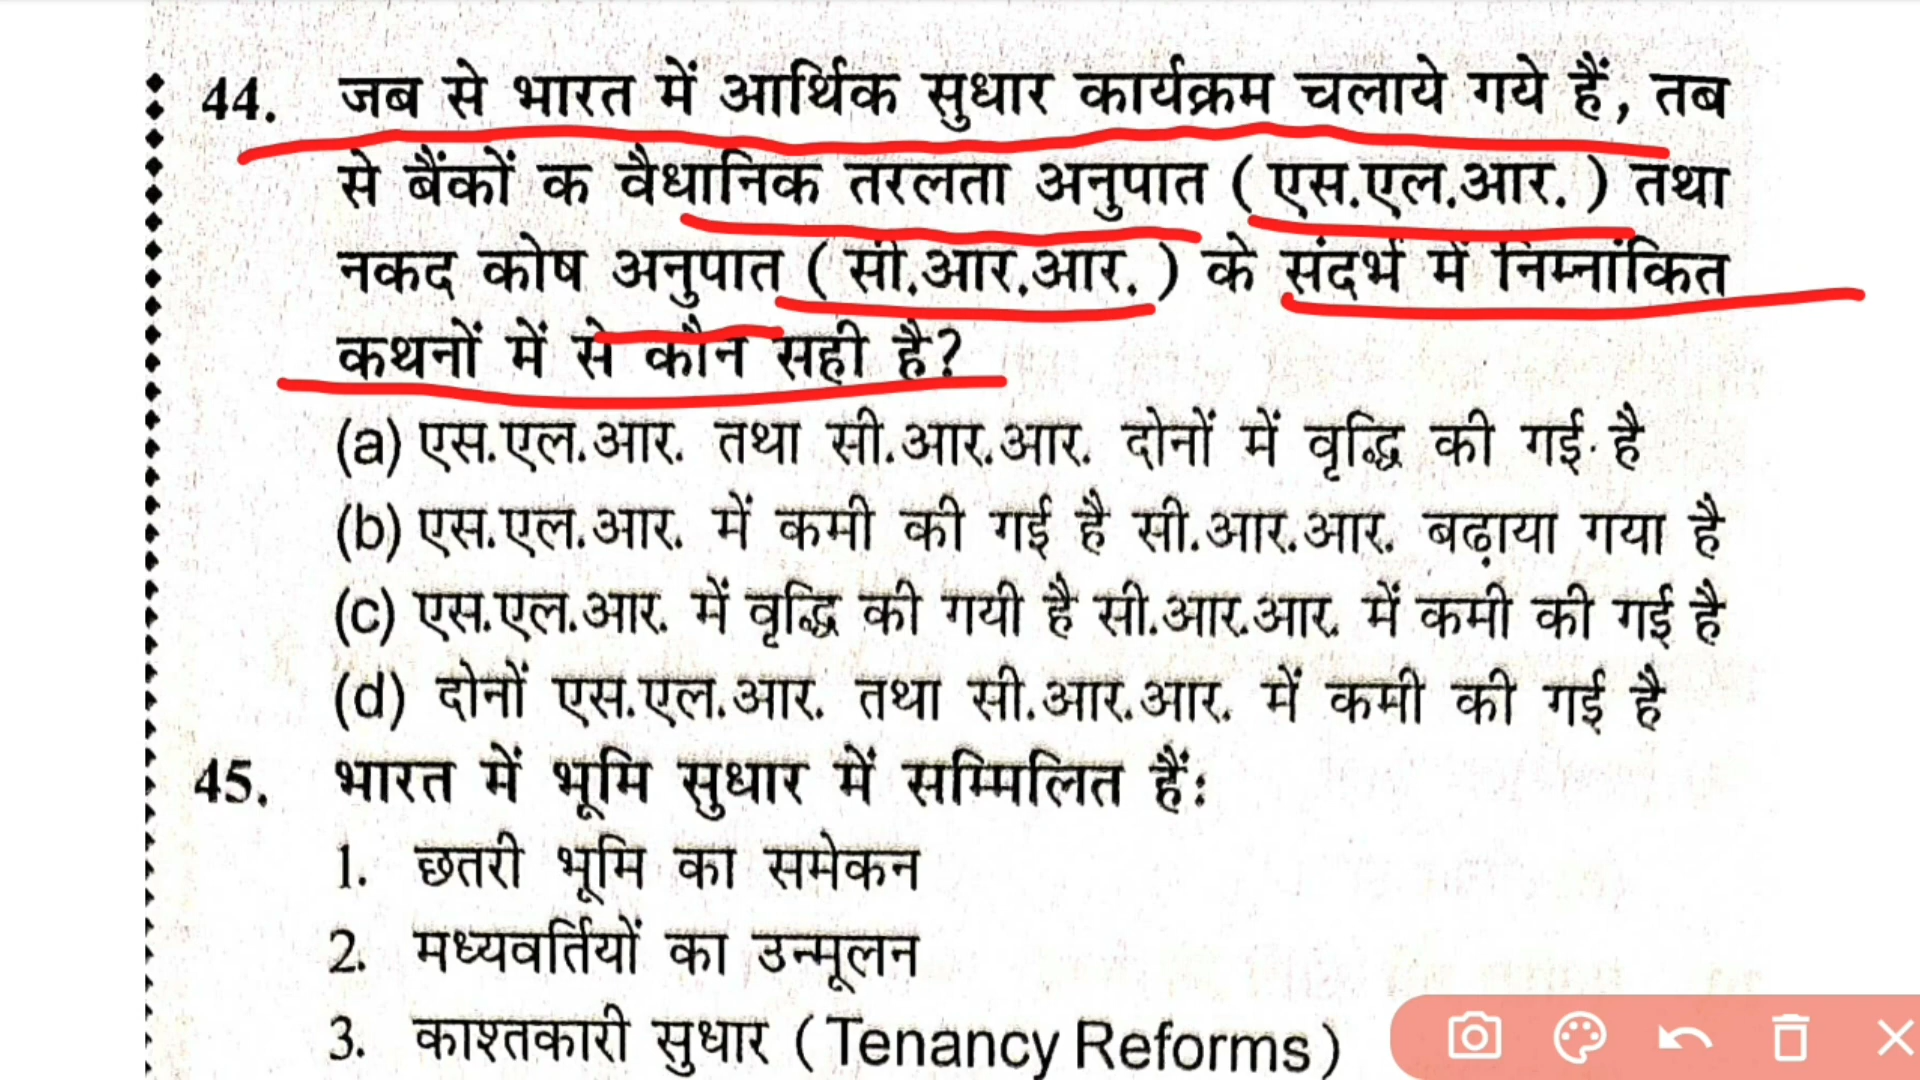 44. जब से भारत में आर्थिक सुधार कार्यक्रम चलाये गये हैं, तब
से बैंकों क वैधानिक तरलता अनुपात ( एस.एल.आर. ) तथा
नकद कोष अनुपात ( सी.आर.आर. ) के संदर्भ में निम्नांकित
कथनों में से कौन सही है?
(a) एस.एल.आर. तथा सी.आर.आर. दोनों में वृद्धि की गई है
(b) एस.एल.आर. में कमी की गई है सी.आर.आर. बढ़ाया गया है
(c) एस.एल.आर. में वृद्धि की गयी है सी.आर.आर. में कमी की गई है
(d) दोनों एस.एल.आर. तथा सी.आर.आर. में कमी की गई है
45. भारत में भूमि सुधार में सम्मिलित हैं:
1. छतरी भूमि का समेकन
2. मध्यवर्तियों का उन्मूलन
3. काश्तकारी सुधार ( Tenancy Reforms )